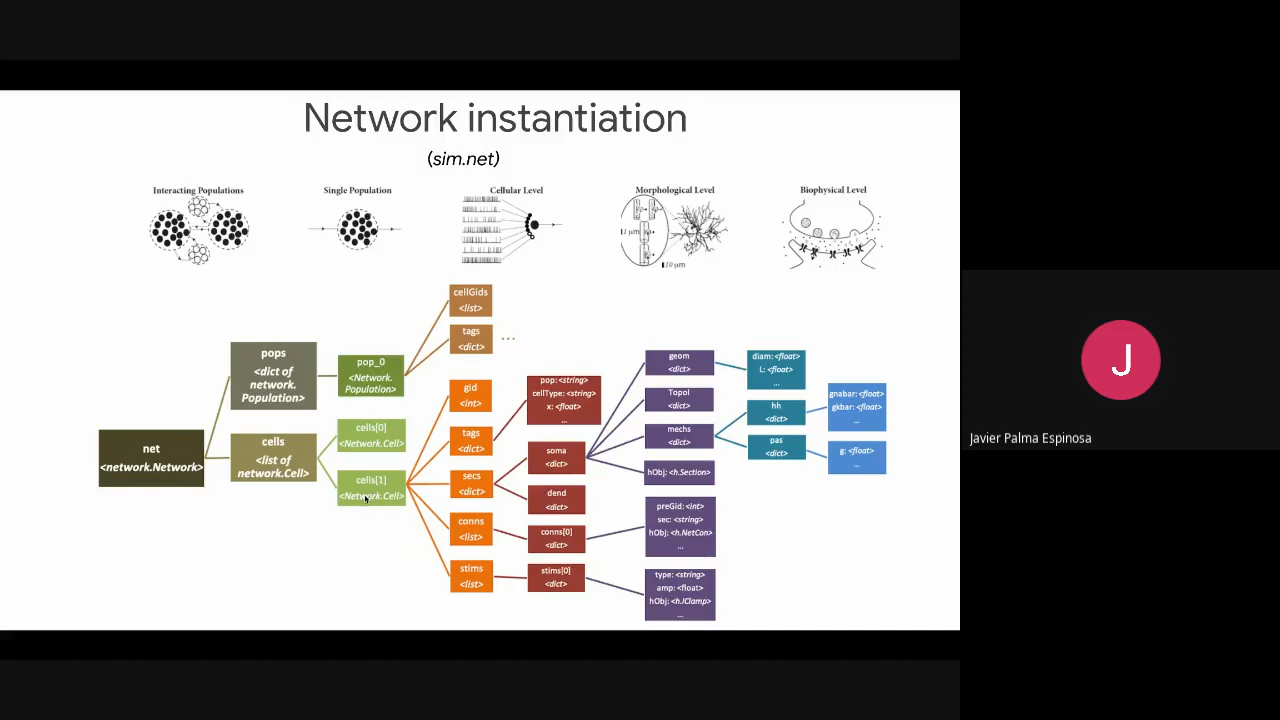 Network instantiation
(sim.net)
Interacting Populations
Single Population
Cellular Level
Morphological Level
Biophysical Level
1 µm
10 µm
cellGids
<list>
tags
<dict>
...
pops
<dict of
network.
Population>
pop_0
<Network.
Population>
net
<network.Network>
cells
<list of
network.Cell>
cells[0]
<Network.Cell>
cells[1]
<Network.Cell>
gid
<int>
tags
<dict>
secs
<dict>
conns
<list>
stims
<list>
pop: <string>
cellType: <string>
x: <float>
...
soma
<dict>
dend
<dict>
conns[0]
<dict>
stims[0]
<dict>
geom
<dict>
Topol
<dict>
mechs
<dict>
hObj: <h.Section>
preGid: <int>
sec: <string>
hObj: <h.NetCon>
...
type: <string>
amp: <float>
hObj: <h.IClamp>
...
diam: <float>
L: <float>
...
hh
<dict>
pas
<dict>
gnabar: <float>
gkbar: <float>
...
g: <float>
...
J
Javier Palma Espinosa